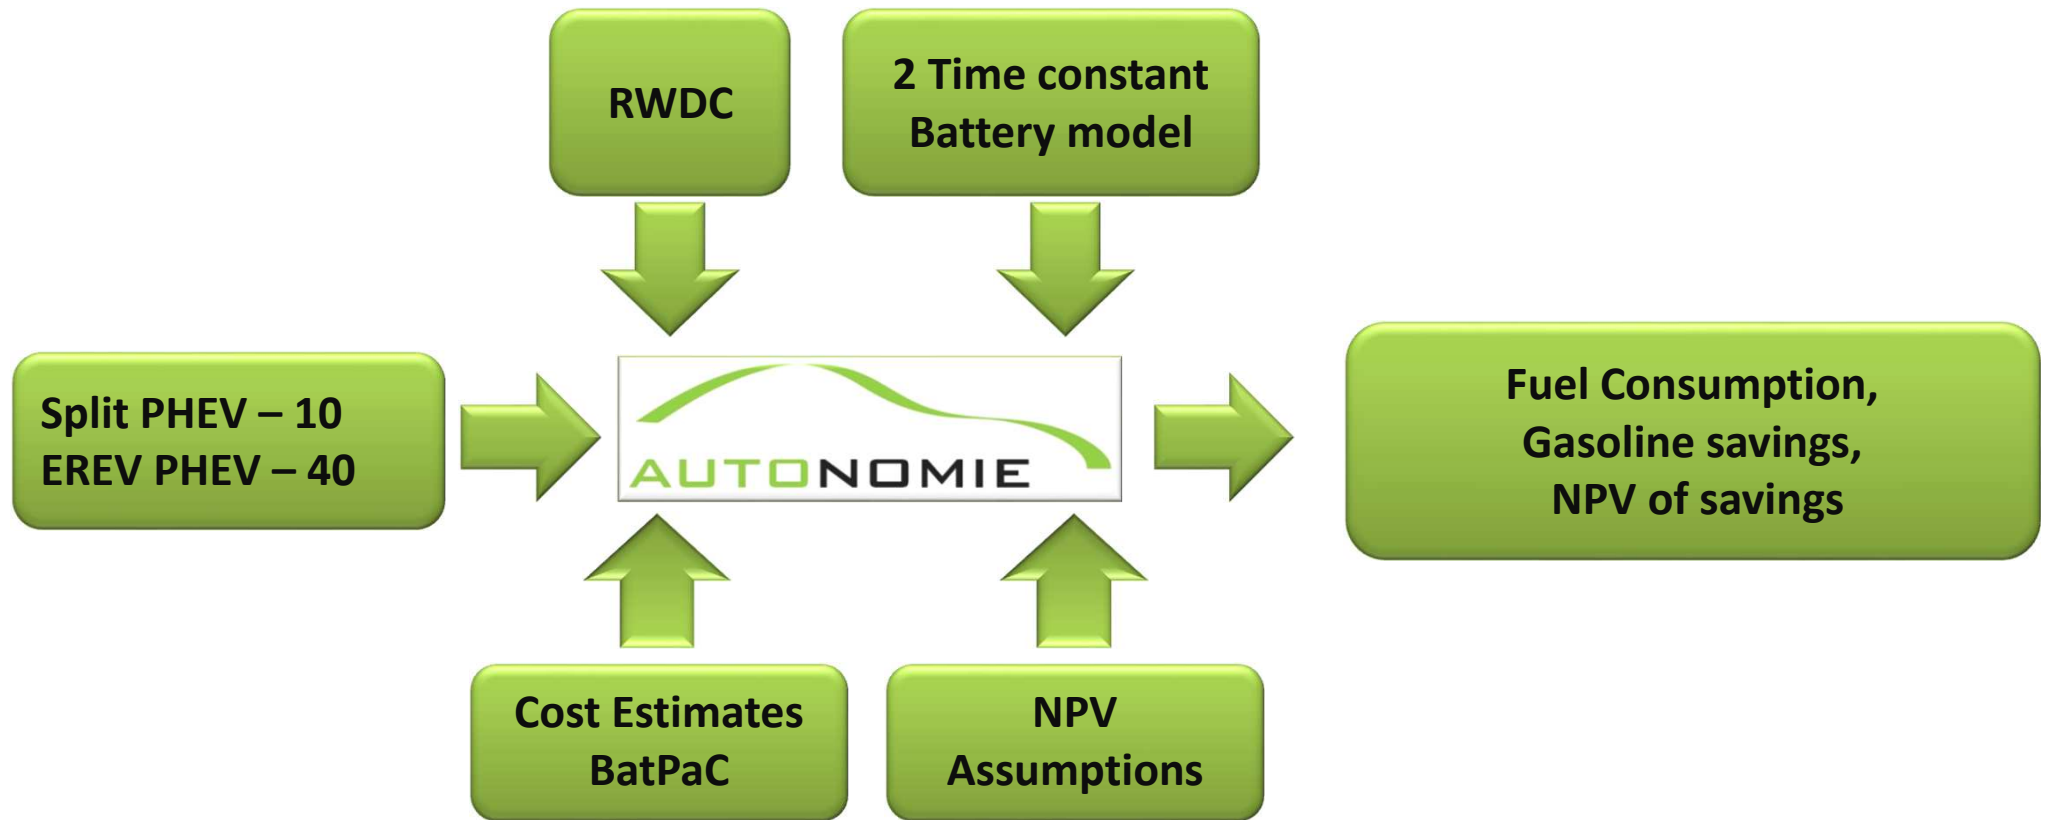 RWDC
2 Time constant
Battery model
Split PHEV – 10
EREV PHEV – 40
AUTONOMIE
Fuel Consumption,
Gasoline savings,
NPV of savings
Cost Estimates
BatPaC
NPV
Assumptions